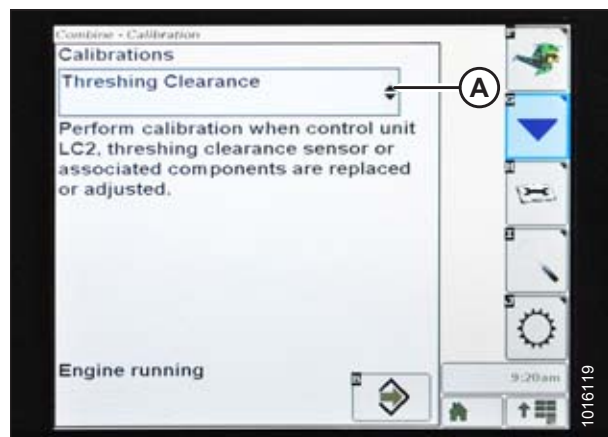 Combine - Calibration
Calibrations
Threshing Clearance
A
Perform calibration when control unit
LC2, threshing clearance sensor or
associated components are replaced
or adjusted.
Engine running
9:20am
1016119